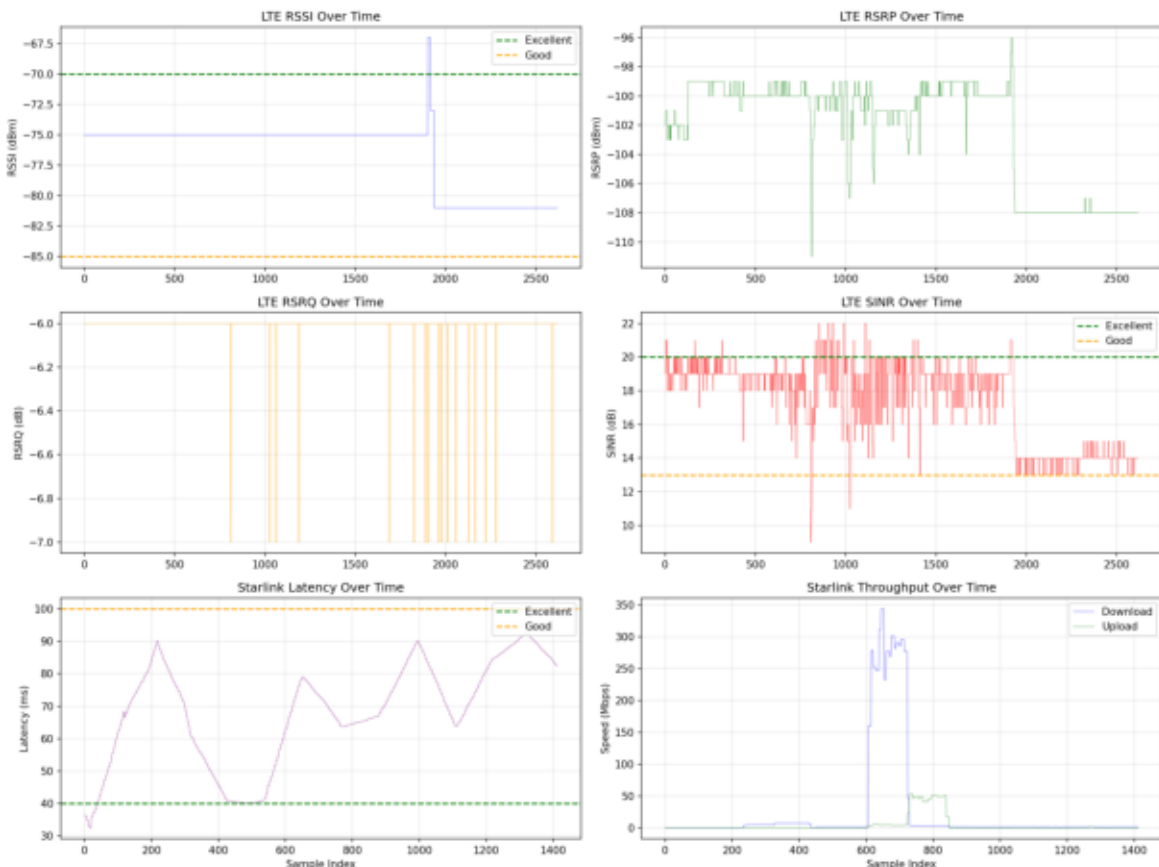 LTE RSSI Over Time
RSSI (dBm)
-67.5
-70.0
-72.5
-75.0
-77.5
-80.0
-82.5
-85.0
Excellent
Good
0 500 1000 1500 2000 2500
LTE RSRP Over Time
RSRP (dBm)
-96
-98
-100
-102
-104
-106
-108
-110
0 500 1000 1500 2000 2500
LTE RSRQ Over Time
RSRQ (dB)
-6.0
-6.2
-6.4
-6.6
-6.8
-7.0
0 500 1000 1500 2000 2500
LTE SINR Over Time
SINR (dB)
22
20
18
16
14
12
10
Excellent
Good
0 500 1000 1500 2000 2500
Starlink Latency Over Time
Latency (ms)
100
90
80
70
60
50
40
30
Excellent
Good
0 200 400 600 800 1000 1200 1400
Sample Index
Starlink Throughput Over Time
Speed (Mbps)
350
300
250
200
150
100
50
0
Download
Upload
0 200 400 600 800 1000 1200 1400
Sample Index